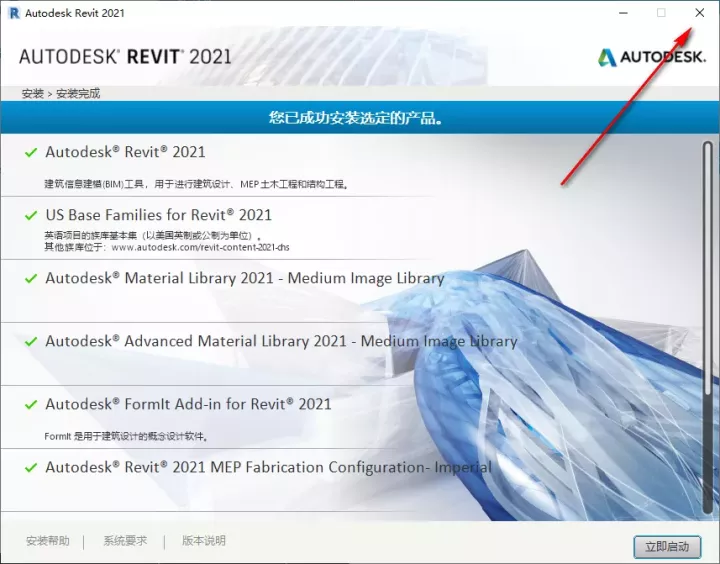 Autodesk Revit 2021
AUTODESK® REVIT® 2021
AUTODESK.
安装 > 安装完成
您已成功安装选定的产品。
Autodesk® Revit® 2021
建筑信息建模(BIM)工具，用于进行建筑设计、MEP 土木工程和结构工程。
US Base Families for Revit® 2021
英语项目的族库基本集（以美国英制或公制为单位）。
其他族库位于：www.autodesk.com/revit-content-2021-chs
Autodesk® Material Library 2021 - Medium Image Library
Autodesk® Advanced Material Library 2021 - Medium Image Library
Autodesk® FormIt Add-in for Revit® 2021
FormIt 是用于建筑设计的概念设计软件。
Autodesk® Revit® 2021 MEP Fabrication Configuration- Imperial
安装帮助 | 系统要求 | 版本说明
立即启动